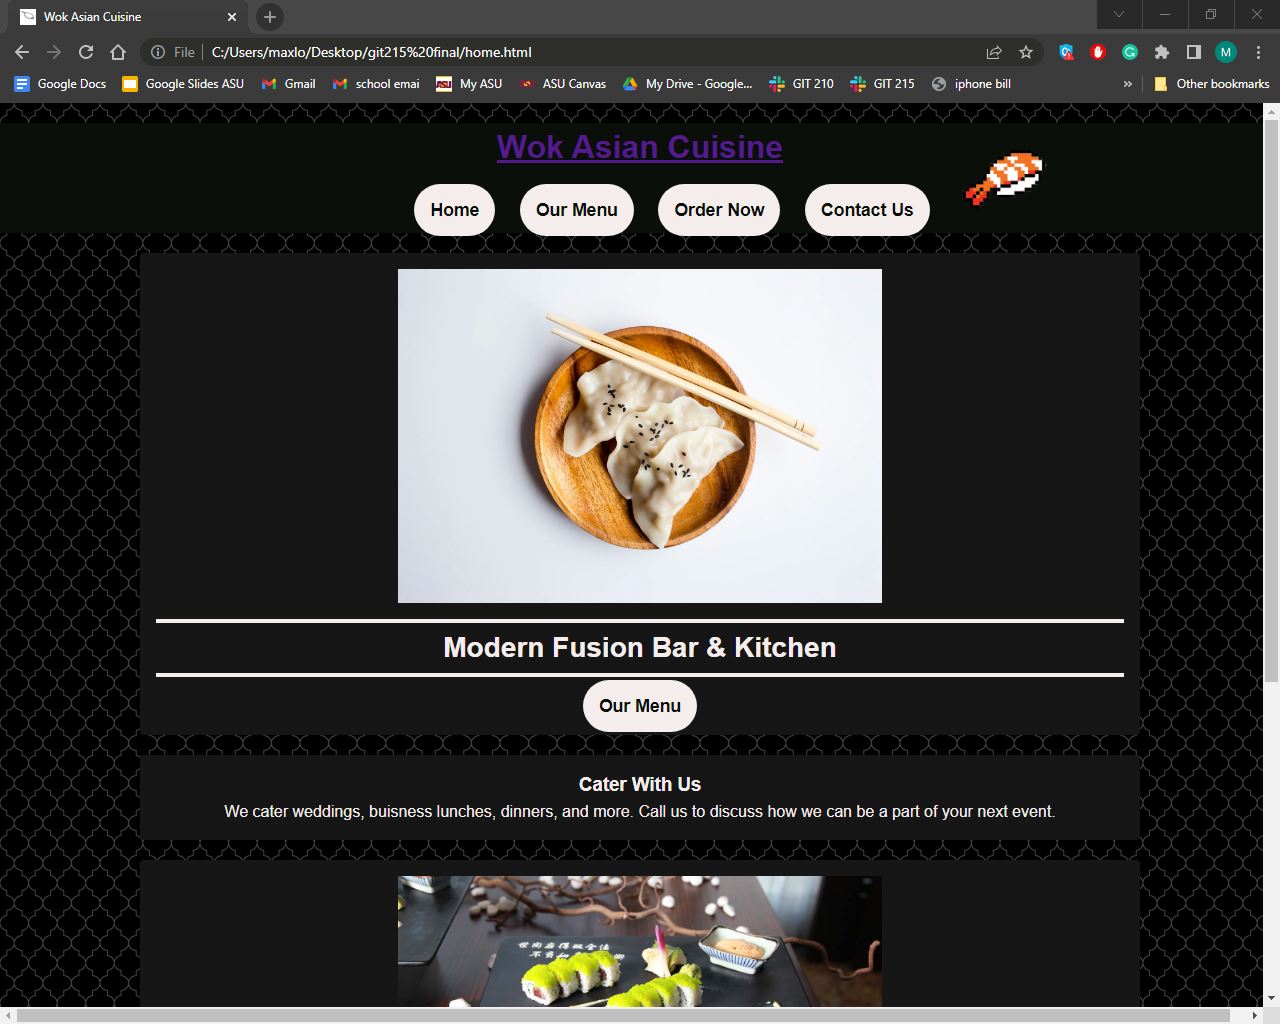 Wok Asian Cuisine
File
C:/Users/maxlo/Desktop/git215%20final/home.html
M
Google Docs
Google Slides ASU
Gmail
school emai
My ASU
ASU Canvas
My Drive - Google...
GIT 210
GIT 215
iphone bill
»
Other bookmarks
Wok Asian Cuisine
Home
Our Menu
Order Now
Contact Us
Modern Fusion Bar & Kitchen
Our Menu
Cater With Us
We cater weddings, buisness lunches, dinners, and more. Call us to discuss how we can be a part of your next event.